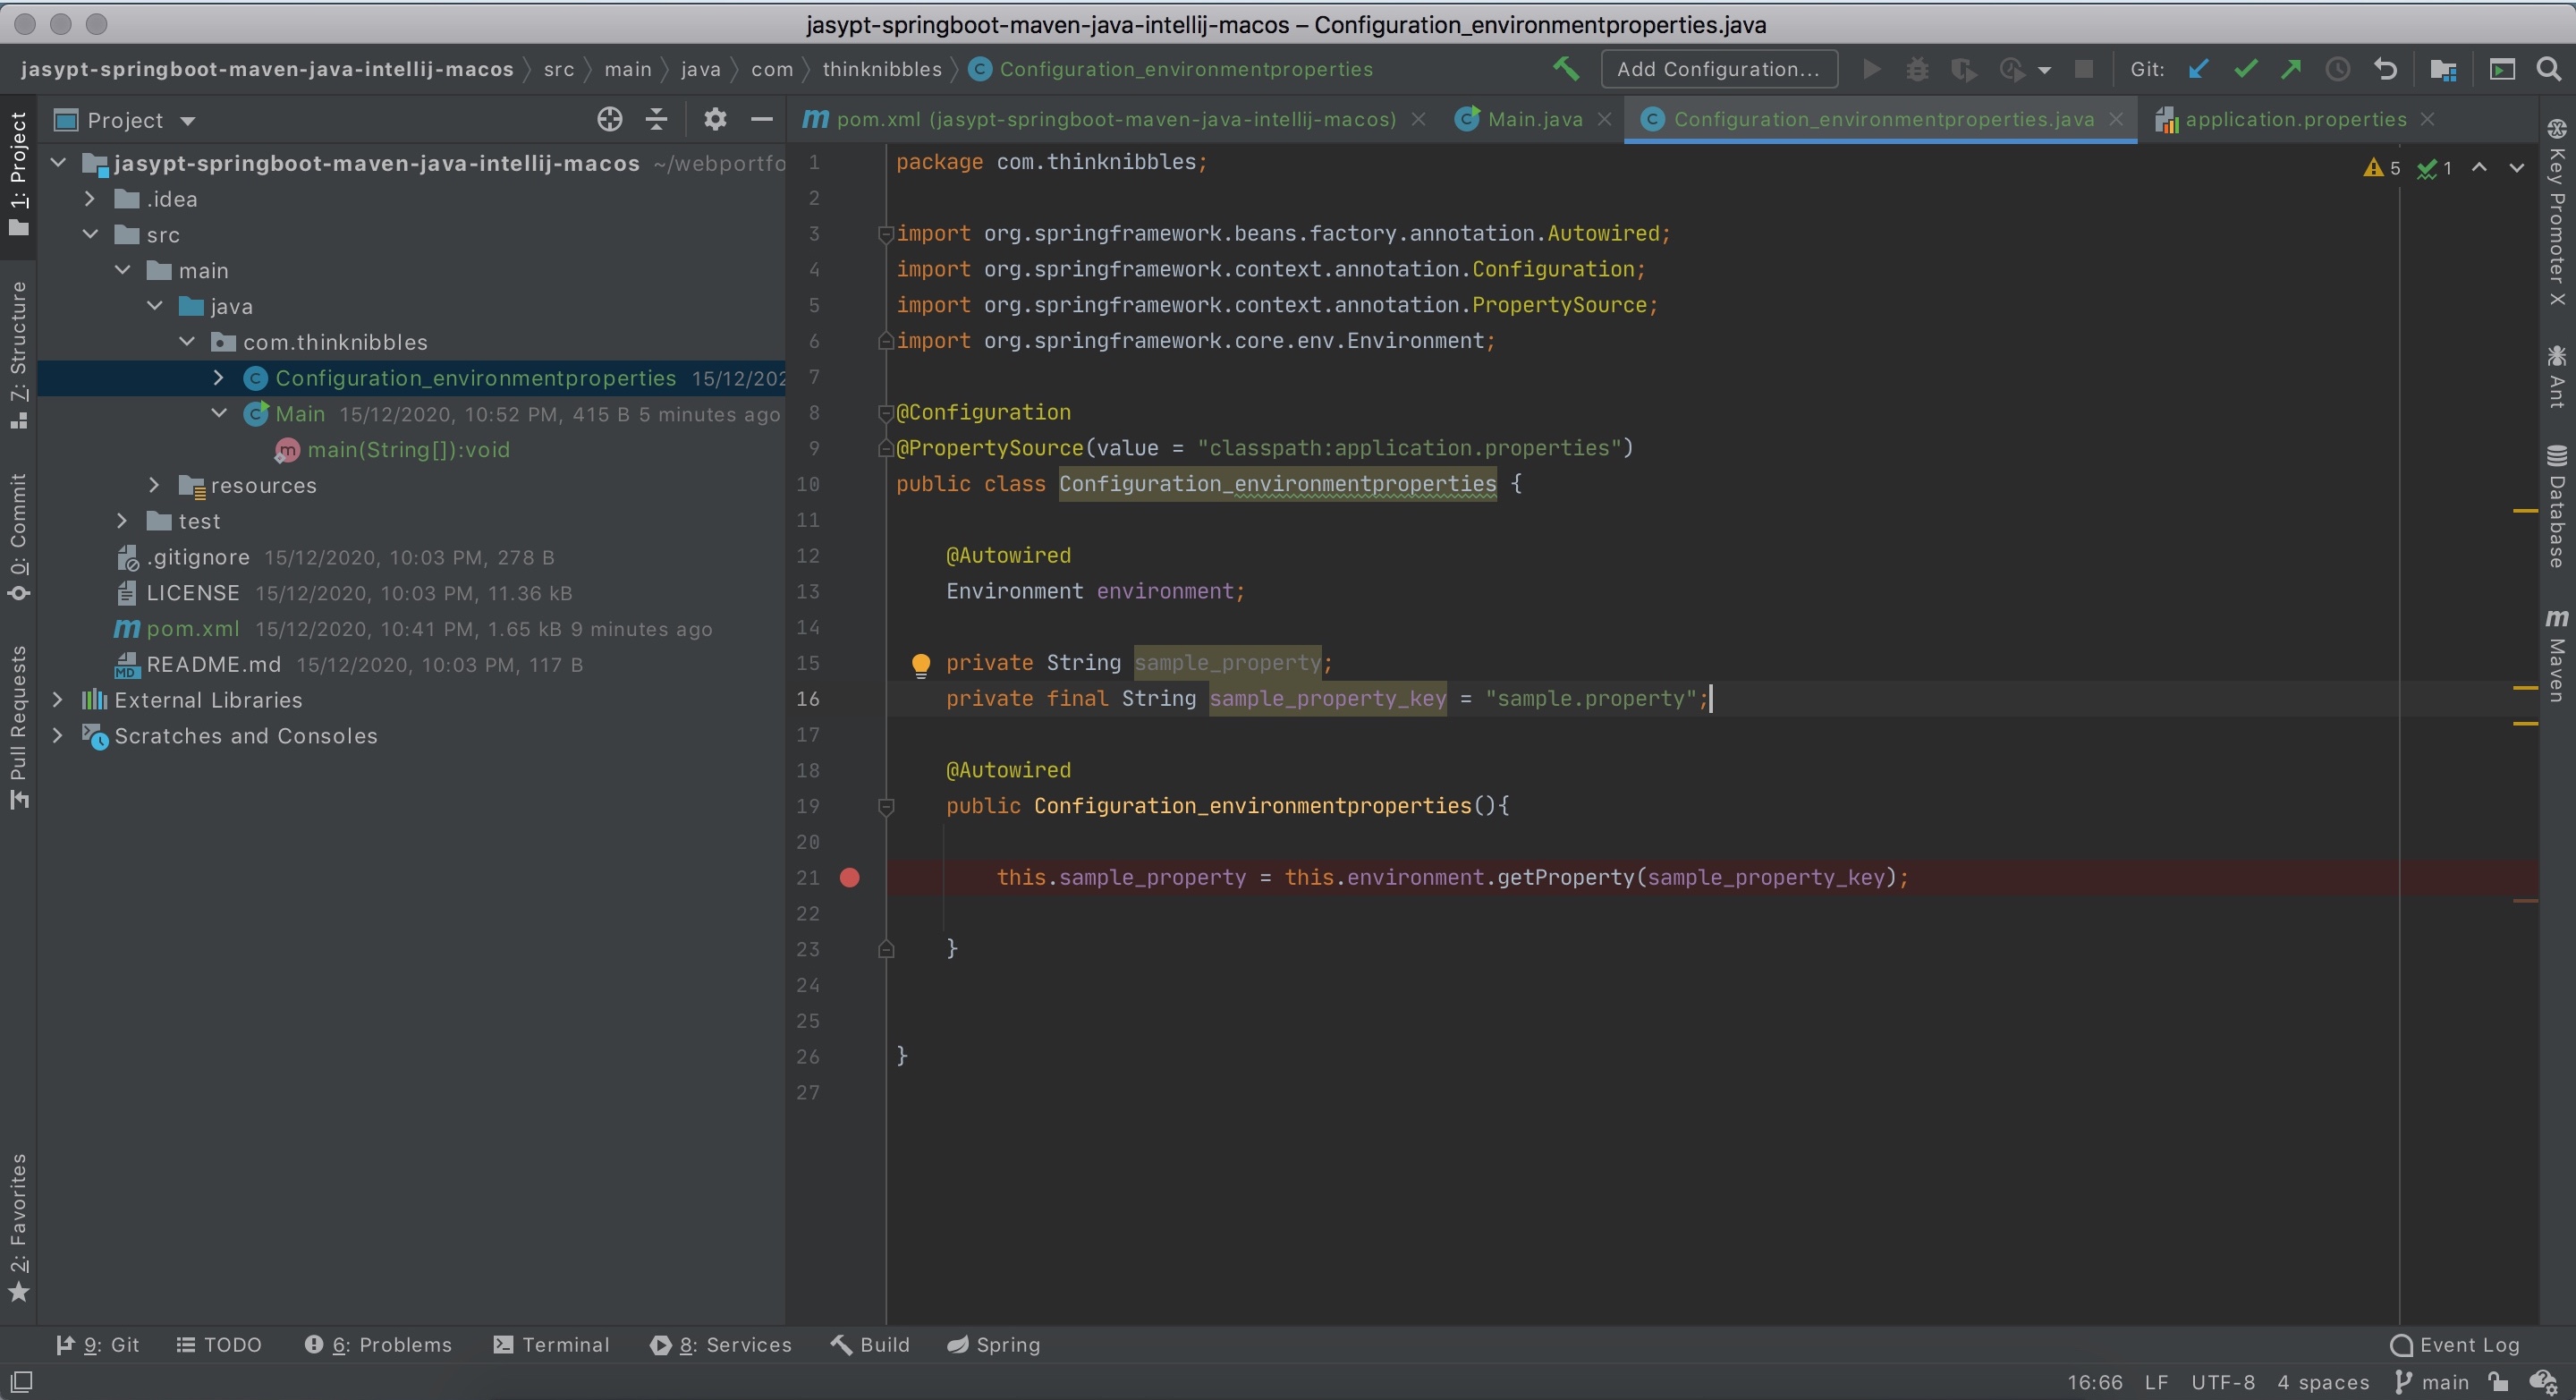 jasypt-springboot-maven-java-intellij-macos – Configuration_environmentproperties.java
jasypt-springboot-maven-java-intellij-macos src main java com thinknibbles Configuration_environmentproperties Add Configuration... Git:
Project
pom.xml (jasypt-springboot-maven-java-intellij-macos) Main.java Configuration_environmentproperties.java application.properties
1: Project
7: Structure
0: Commit
Pull Requests
2: Favorites
jasypt-springboot-maven-java-intellij-macos ~/webportfo
.idea
src
main
java
com.thinknibbles
Configuration_environmentproperties 15/12/202
Main 15/12/2020, 10:52 PM, 415 B 5 minutes ago
main(String[]):void
resources
test
.gitignore 15/12/2020, 10:03 PM, 278 B
LICENSE 15/12/2020, 10:03 PM, 11.36 kB
pom.xml 15/12/2020, 10:41 PM, 1.65 kB 9 minutes ago
MD README.md 15/12/2020, 10:03 PM, 117 B
External Libraries
Scratches and Consoles
5 1
1 package com.thinknibbles;
2
3 import org.springframework.beans.factory.annotation.Autowired;
4 import org.springframework.context.annotation.Configuration;
5 import org.springframework.context.annotation.PropertySource;
6 import org.springframework.core.env.Environment;
7
8 @Configuration
9 @PropertySource(value = "classpath:application.properties")
10 public class Configuration_environmentproperties {
11
12 @Autowired
13 Environment environment;
14
15 private String sample_property;
16 private final String sample_property_key = "sample.property";
17
18 @Autowired
19 public Configuration_environmentproperties(){
20
21 this.sample_property = this.environment.getProperty(sample_property_key);
22
23 }
24
25
26 }
27
Key Promoter X
Ant
Database
Maven
9: Git TODO 6: Problems Terminal 8: Services Build Spring Event Log
16:66 LF UTF-8 4 spaces main